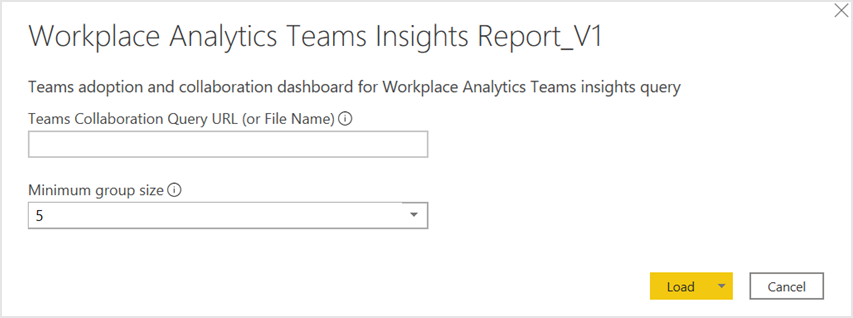 Workplace Analytics Teams Insights Report_V1
Teams adoption and collaboration dashboard for Workplace Analytics Teams insights query
Teams Collaboration Query URL (or File Name)
Minimum group size
5
Load
Cancel